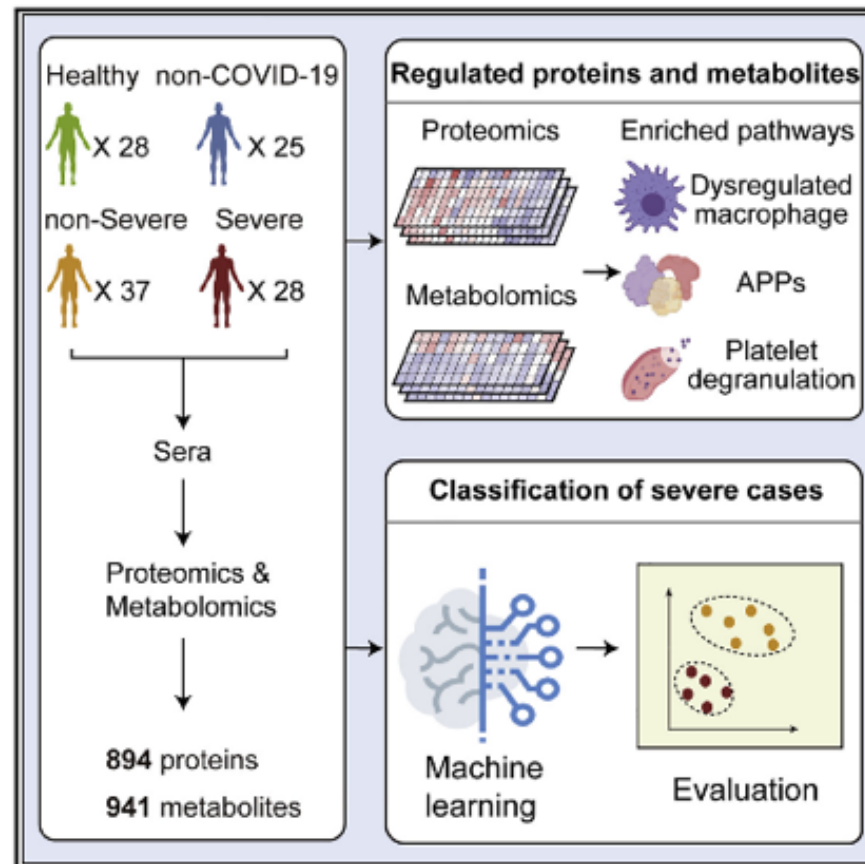 Healthy non-COVID-19
X 28 X 25
non-Severe Severe
X 37 X 28
Sera
Proteomics &
Metabolomics
894 proteins
941 metabolites
Regulated proteins and metabolites
Proteomics
Metabolomics
Enriched pathways
Dysregulated
macrophage
APPs
Platelet
degranulation
Classification of severe cases
Machine
learning
Evaluation